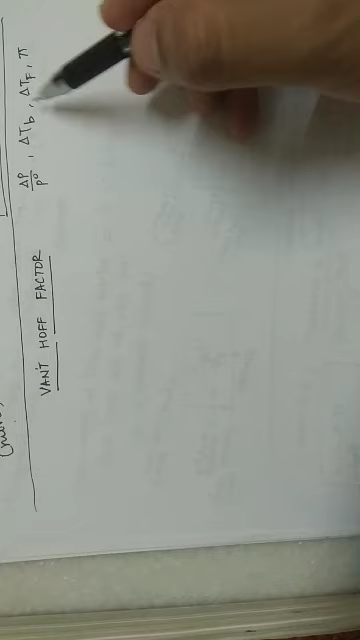 VAN'T HOFF FACTOR
ΔP/P° , ΔTb , ΔTF , π